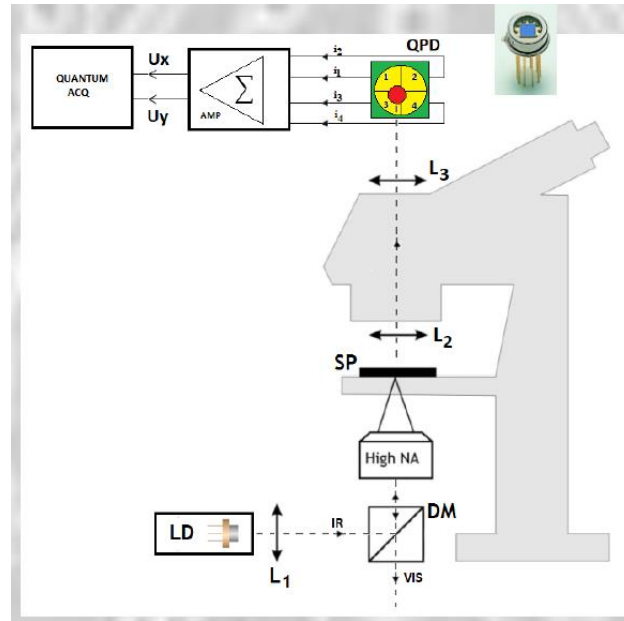 QPD
i₂
Ux
QUANTUM
ACQ
Σ
i₁
1 2
Uy
AMP
i₃
3 4
i₄
L₃
L₂
SP
High NA
DM
LD
IR
L₁
VIS